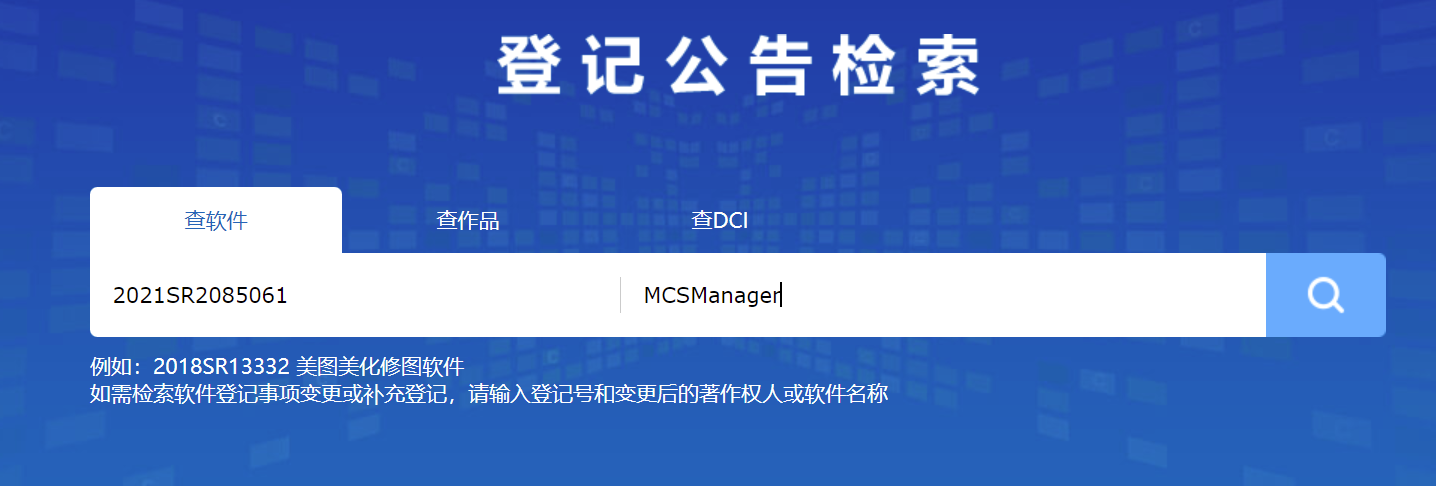 登记公告检索
查软件 查作品 查DCI
2021SR2085061 MCSManager
例如：2018SR13332 美图美化修图软件
如需检索软件登记事项变更或补充登记，请输入登记号和变更后的著作权人或软件名称